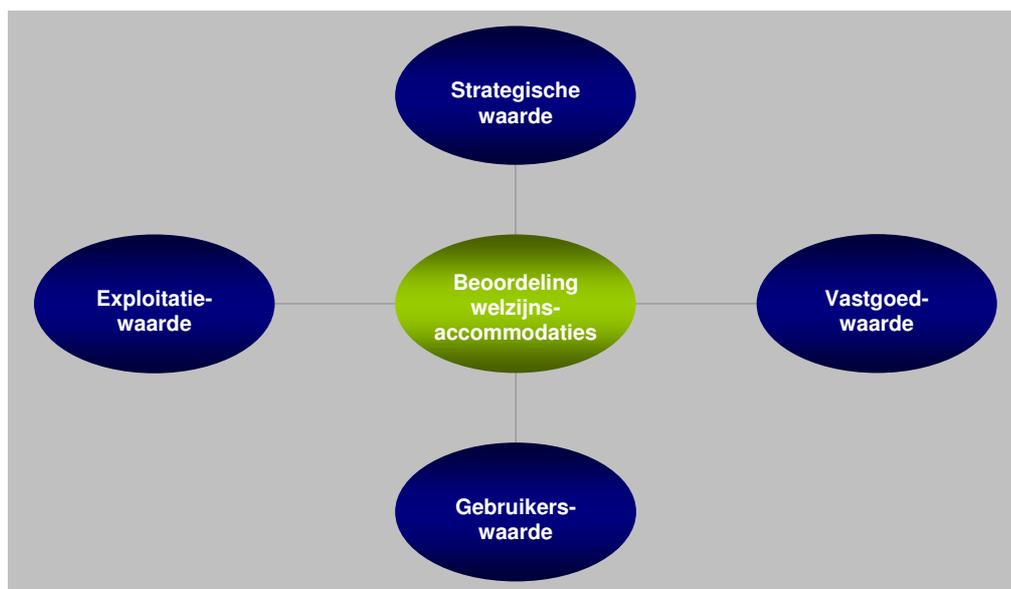 Strategische
waarde
Exploitatie-
waarde
Beoordeling
welzijns-
accommodaties
Vastgoed-
waarde
Gebruikers-
waarde